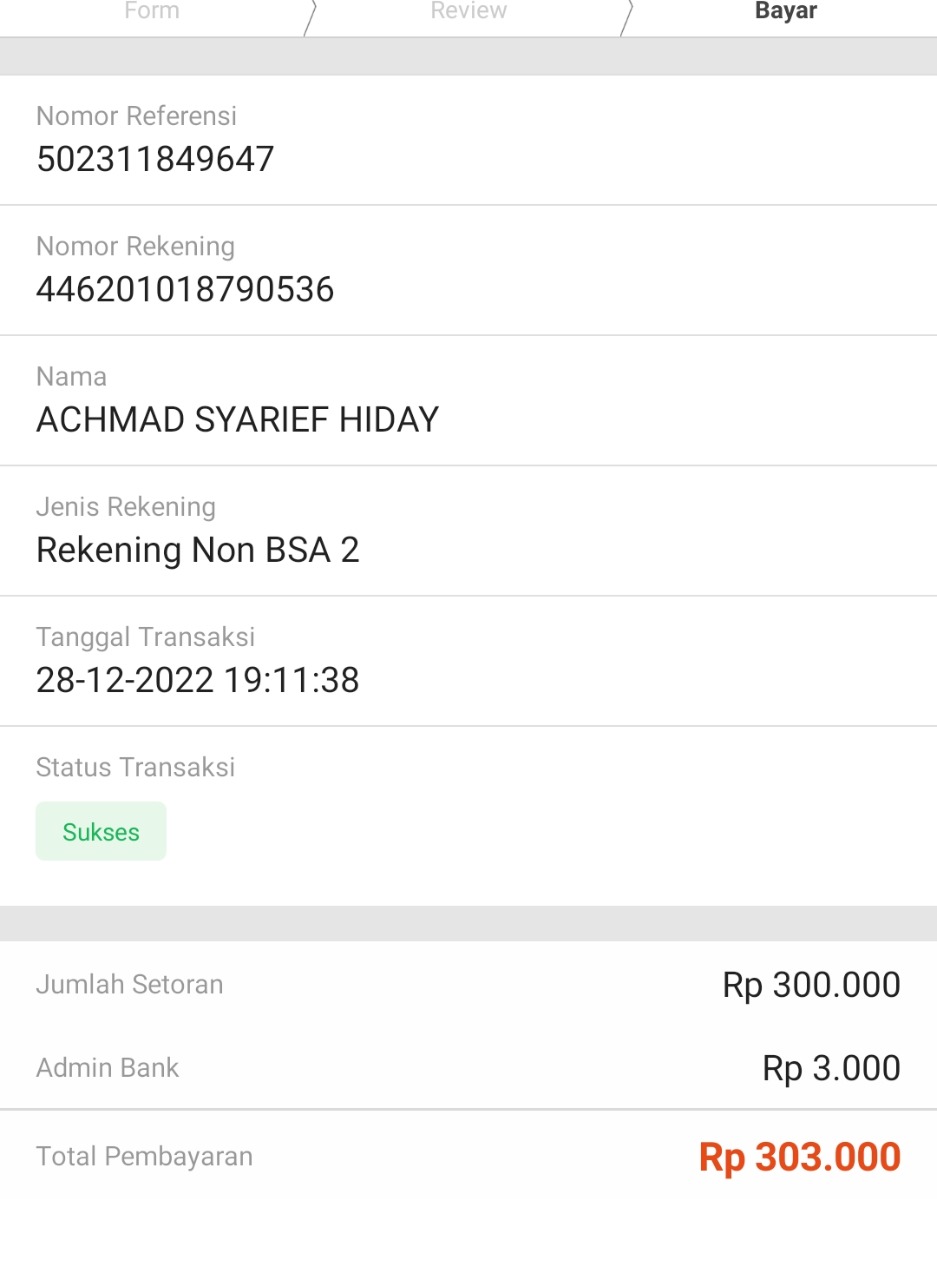 Form
Review
Bayar
Nomor Referensi
502311849647
Nomor Rekening
446201018790536
Nama
ACHMAD SYARIEF HIDAY
Jenis Rekening
Rekening Non BSA 2
Tanggal Transaksi
28-12-2022 19:11:38
Status Transaksi
Sukses
Jumlah Setoran Rp 300.000
Admin Bank Rp 3.000
Total Pembayaran Rp 303.000